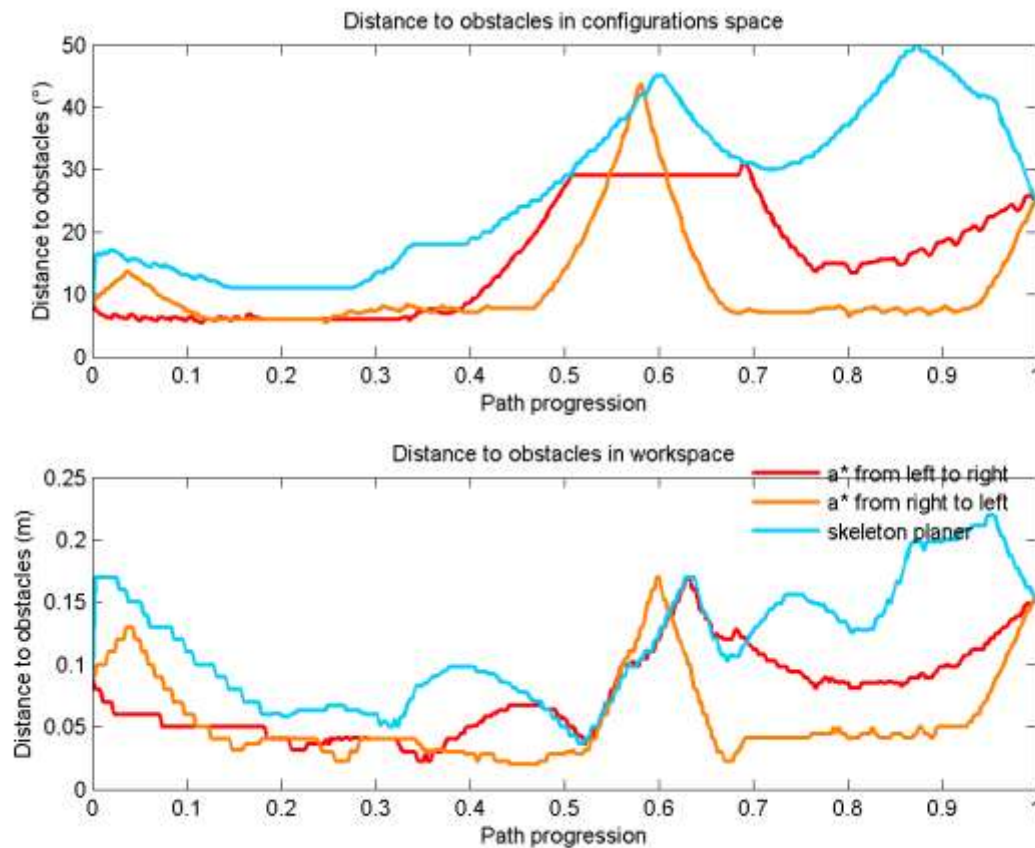 Distance to obstacles in configurations space
Distance to obstacles (°)
50
40
30
20
10
0
0 0.1 0.2 0.3 0.4 0.5 0.6 0.7 0.8 0.9 1
Path progression
Distance to obstacles in workspace
Distance to obstacles (m)
0.25
0.2
0.15
0.1
0.05
0
a* from left to right
a* from right to left
skeleton planer
0 0.1 0.2 0.3 0.4 0.5 0.6 0.7 0.8 0.9 1
Path progression